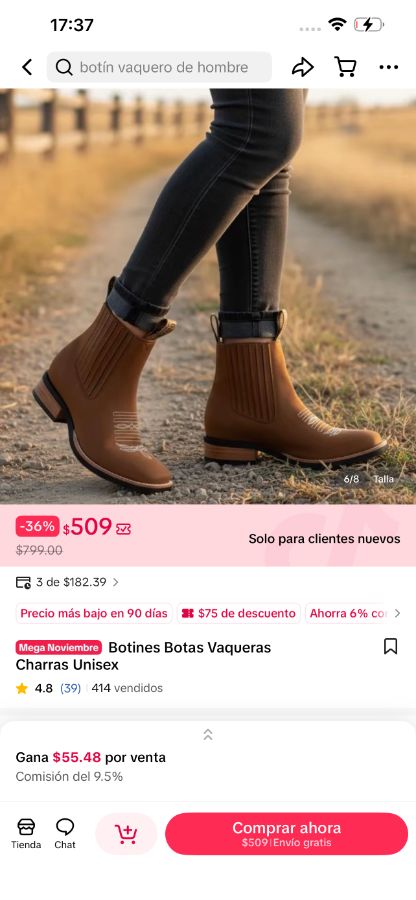 17:37
botín vaquero de hombre
6/8 Talla
-36% $509
$799.00
Solo para clientes nuevos
3 de $182.39 >
Precio más bajo en 90 días $75 de descuento Ahorra 6% co
Mega Noviembre Botines Botas Vaqueras
Charras Unisex
4.8 (39) 414 vendidos
Gana $55.48 por venta
Comisión del 9.5%
Tienda Chat
Comprar ahora
$509 | Envío gratis